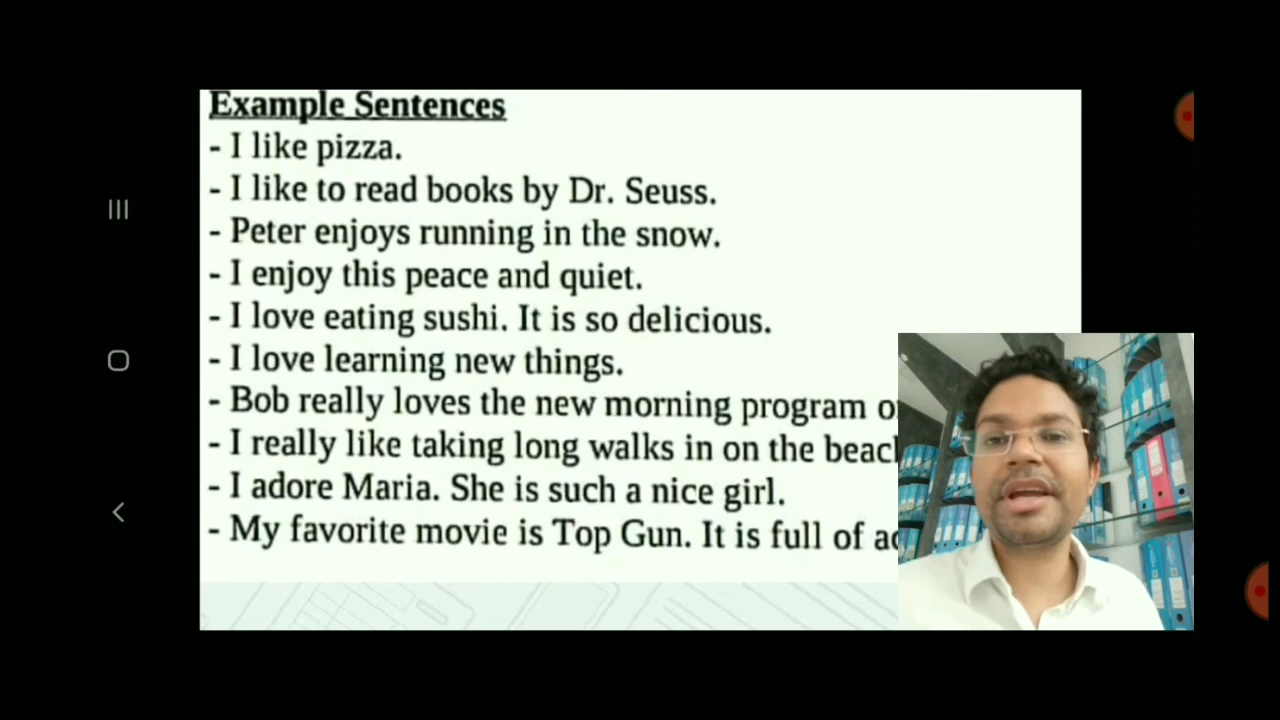 Example Sentences
- I like pizza.
- I like to read books by Dr. Seuss.
- Peter enjoys running in the snow.
- I enjoy this peace and quiet.
- I love eating sushi. It is so delicious.
- I love learning new things.
- Bob really loves the new morning program
- I really like taking long walks in on the
- I adore Maria. She is such a nice girl.
- My favorite movie is Top Gun. It is full of